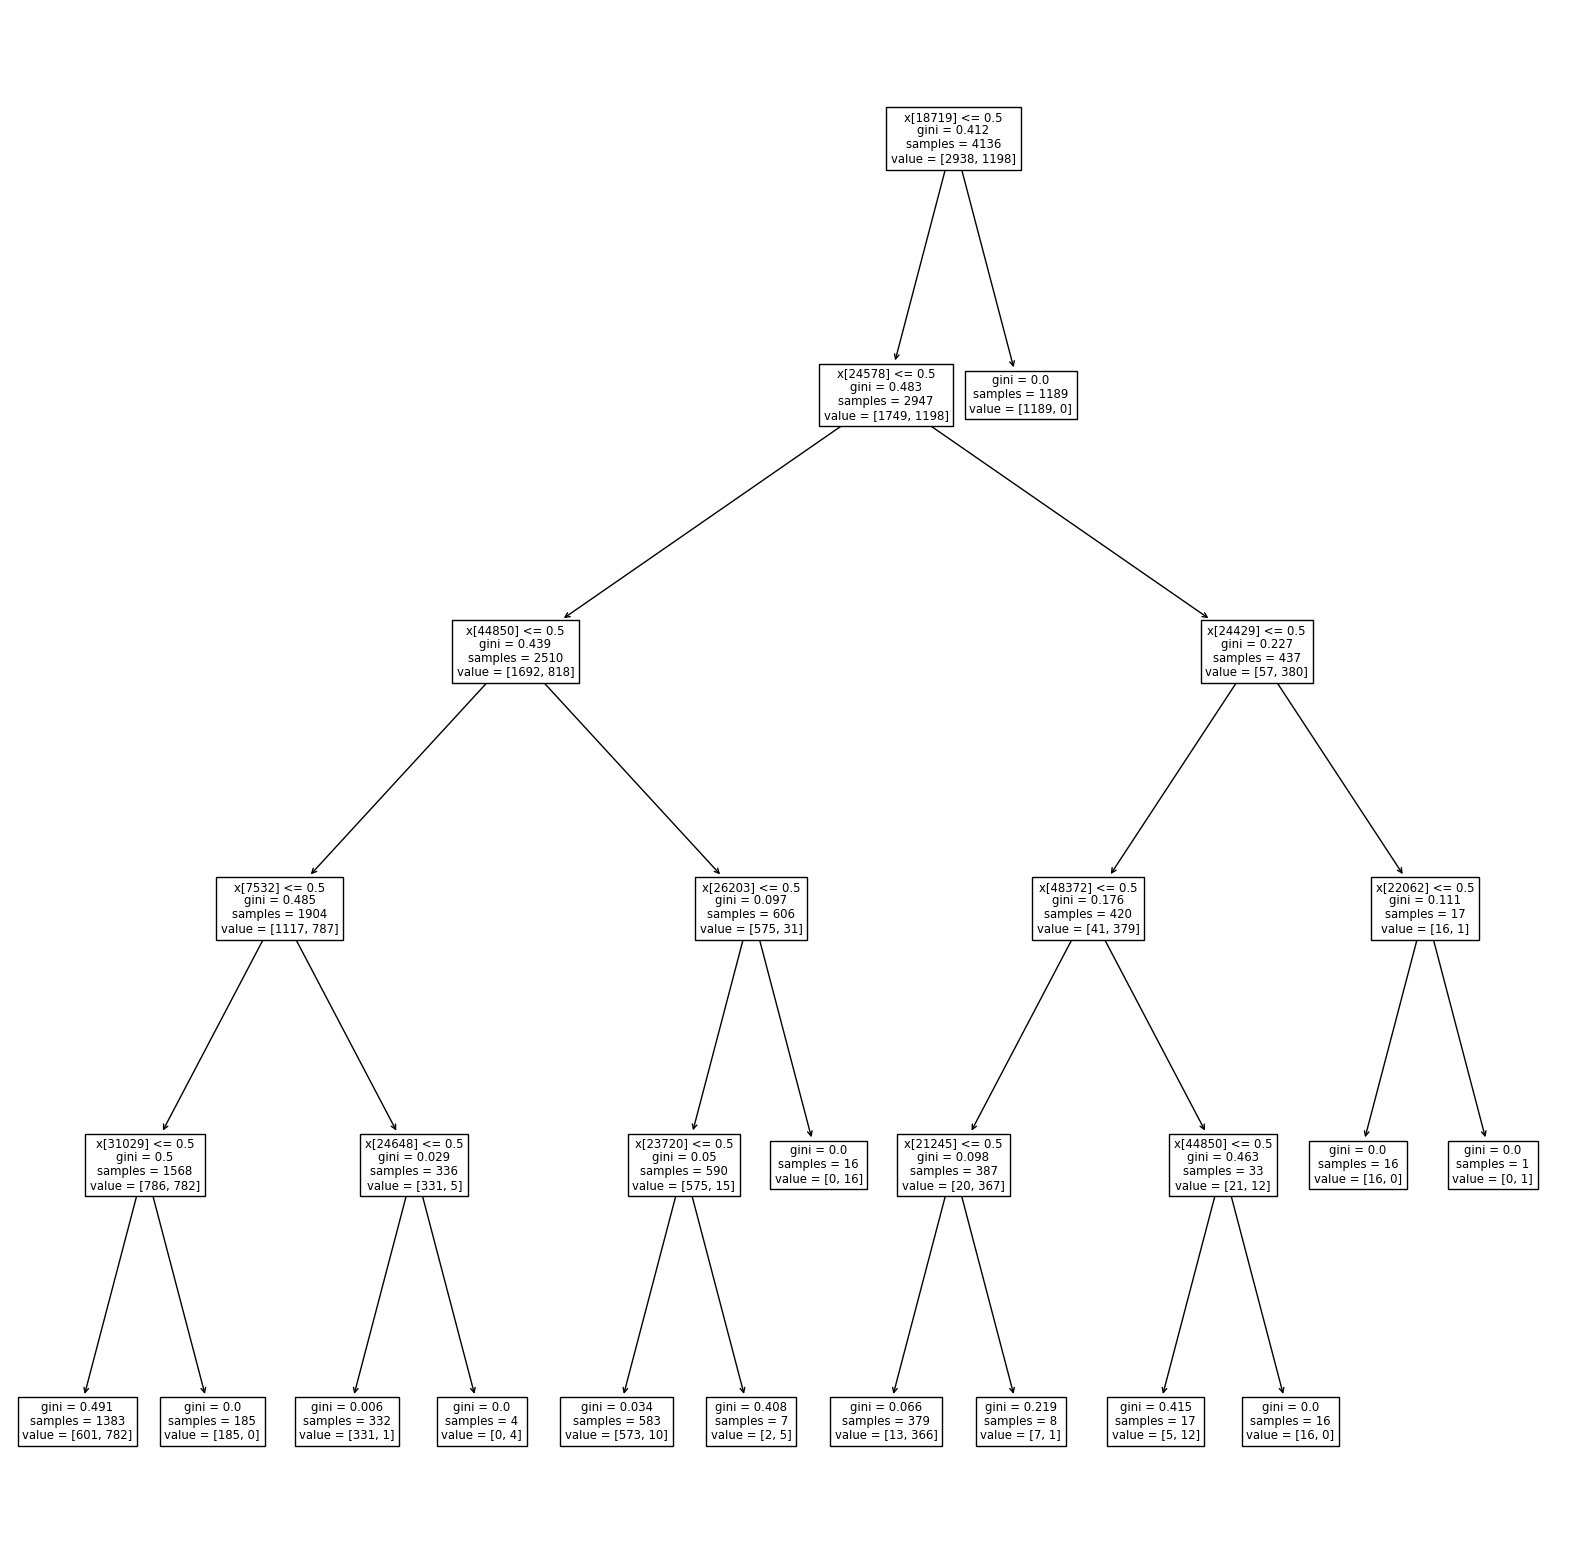 x[18719] <= 0.5
gini = 0.412
samples = 4136
value = [2938, 1198]
x[24578] <= 0.5
gini = 0.483
samples = 2947
value = [1749, 1198]
gini = 0.0
samples = 1189
value = [1189, 0]
x[44850] <= 0.5
gini = 0.439
samples = 2510
value = [1692, 818]
x[24429] <= 0.5
gini = 0.227
samples = 437
value = [57, 380]
x[7532] <= 0.5
gini = 0.485
samples = 1904
value = [1117, 787]
x[26203] <= 0.5
gini = 0.097
samples = 606
value = [575, 31]
x[48372] <= 0.5
gini = 0.176
samples = 420
value = [41, 379]
x[22062] <= 0.5
gini = 0.111
samples = 17
value = [16, 1]
x[31029] <= 0.5
gini = 0.5
samples = 1568
value = [786, 782]
x[24648] <= 0.5
gini = 0.029
samples = 336
value = [331, 5]
x[23720] <= 0.5
gini = 0.05
samples = 590
value = [575, 15]
gini = 0.0
samples = 16
value = [0, 16]
x[21245] <= 0.5
gini = 0.098
samples = 387
value = [20, 367]
x[44850] <= 0.5
gini = 0.463
samples = 33
value = [21, 12]
gini = 0.0
samples = 16
value = [16, 0]
gini = 0.0
samples = 1
value = [0, 1]
gini = 0.491
samples = 1383
value = [601, 782]
gini = 0.0
samples = 185
value = [185, 0]
gini = 0.006
samples = 332
value = [331, 1]
gini = 0.0
samples = 4
value = [0, 4]
gini = 0.034
samples = 583
value = [573, 10]
gini = 0.408
samples = 7
value = [2, 5]
gini = 0.066
samples = 379
value = [13, 366]
gini = 0.219
samples = 8
value = [7, 1]
gini = 0.415
samples = 17
value = [5, 12]
gini = 0.0
samples = 16
value = [16, 0]